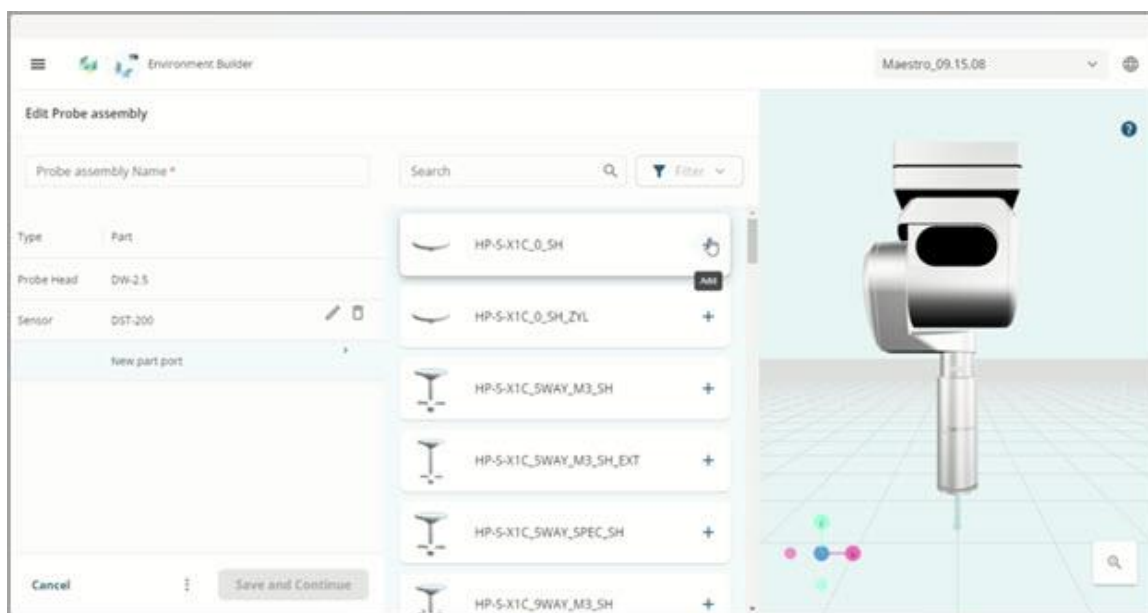 Environment Builder
Maestro_09.15.08
Edit Probe assembly
Probe assembly Name *
Search
Filter
Type Part
Probe Head DW-2.5
Sensor DST-200
New part port
HP-S-X1C_0_SH
Add
HP-S-X1C_0_SH_ZYL
HP-S-X1C_5WAY_M3_SH
HP-S-X1C_5WAY_M3_SH_EXT
HP-S-X1C_5WAY_SPEC_SH
HP-S-X1C_9WAY_M3_SH
Cancel
Save and Continue